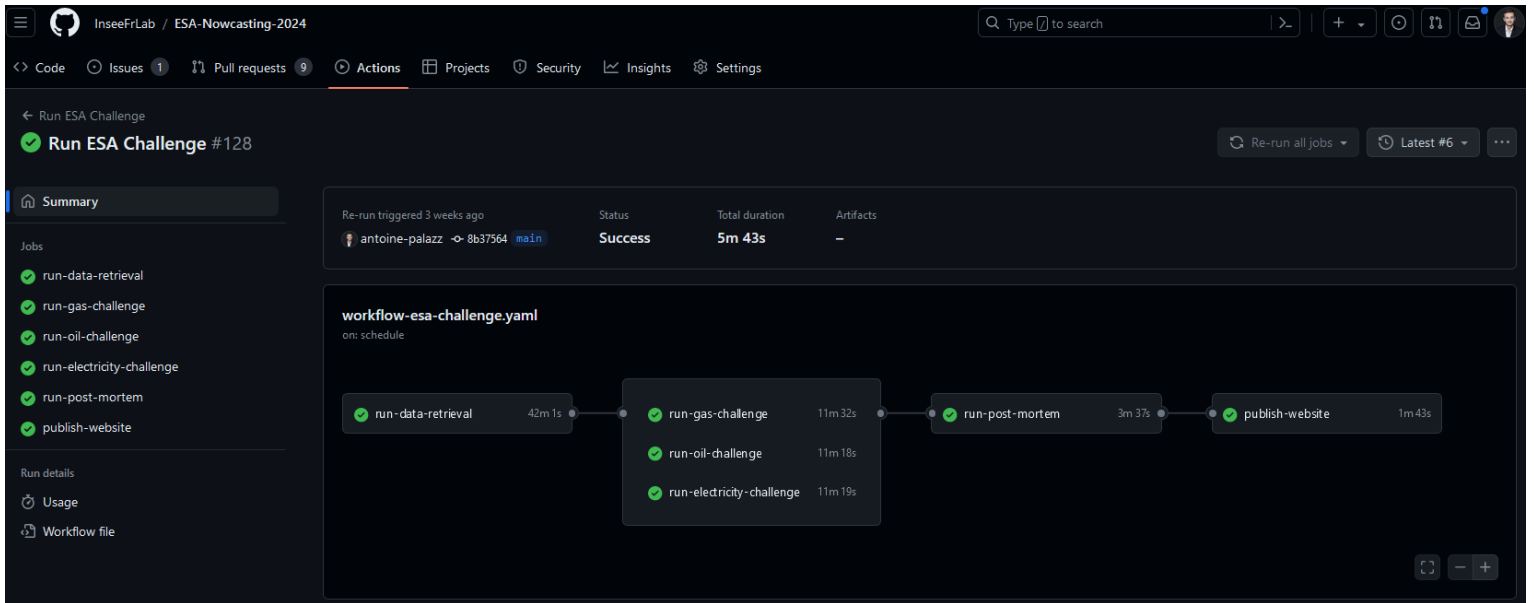 InseeFrLab / ESA-Nowcasting-2024
Type / to search
Code Issues 1 Pull requests 9 Actions Projects Security Insights Settings
← Run ESA Challenge
Run ESA Challenge #128
Re-run all jobs Latest #6 ...
Summary
Jobs
run-data-retrieval
run-gas-challenge
run-oil-challenge
run-electricity-challenge
run-post-mortem
publish-website
Run details
Usage
Workflow file
Re-run triggered 3 weeks ago Status Total duration Artifacts
antoine-palazz 8b37564 main Success 5m 43s –
workflow-esa-challenge.yaml
on: schedule
run-data-retrieval 42m 1s
run-gas-challenge 11m 32s
run-oil-challenge 11m 18s
run-electricity-challenge 11m 19s
run-post-mortem 3m 37s
publish-website 1m 43s